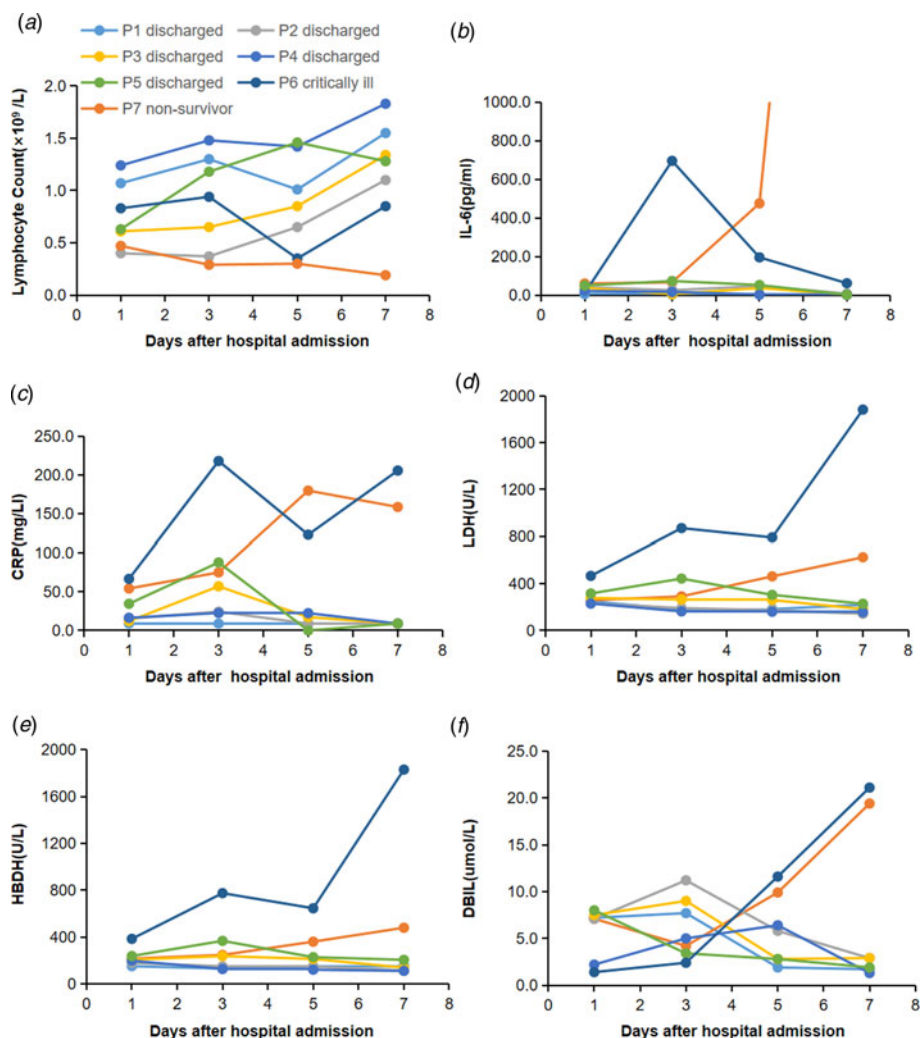 (a)
P1 discharged P2 discharged
P3 discharged P4 discharged
P5 discharged P6 critically ill
P7 non-survivor
Lymphocyte Count(×10⁹/L)
2.0
1.5
1.0
0.5
0.0
0 1 2 3 4 5 6 7 8
Days after hospital admission
(b)
IL-6(pg/ml)
1000.0
800.0
600.0
400.0
200.0
0.0
0 1 2 3 4 5 6 7 8
Days after hospital admission
(c)
CRP(mg/LI)
250.0
200.0
150.0
100.0
50.0
0.0
0 1 2 3 4 5 6 7 8
Days after hospital admission
(d)
LDH(U/L)
2000
1600
1200
800
400
0
0 1 2 3 4 5 6 7 8
Days after hospital admission
(e)
HBDH(U/L)
2000
1600
1200
800
400
0
0 1 2 3 4 5 6 7 8
Days after hospital admission
(f)
DBIL(umol/L)
25.0
20.0
15.0
10.0
5.0
0.0
0 1 2 3 4 5 6 7 8
Days after hospital admission